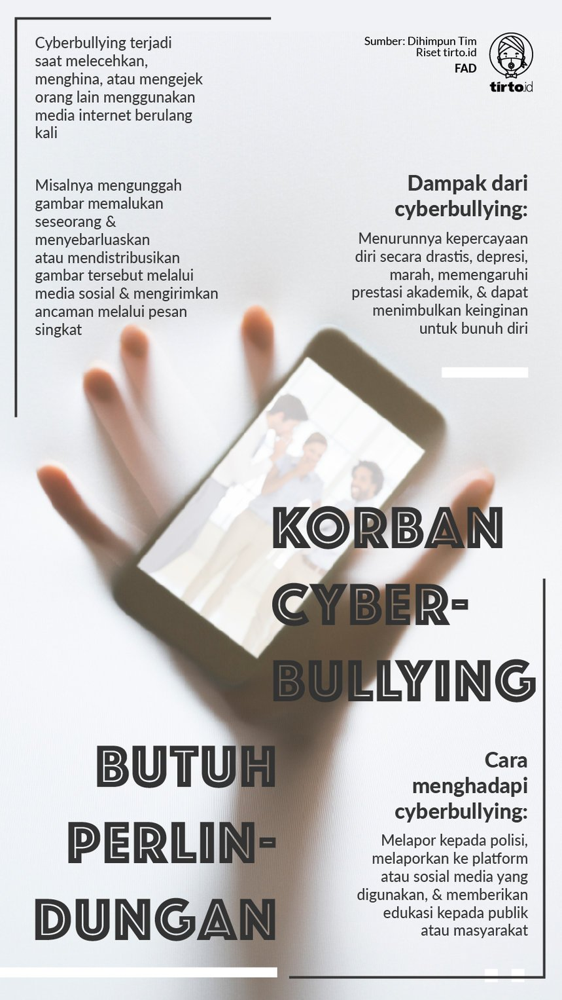 Cyberbullying terjadi
saat melecehkan,
menghina, atau mengejek
orang lain menggunakan
media internet berulang
kali
Misalnya mengunggah
gambar memalukan
seseorang &
menyebarluaskan
atau mendistribusikan
gambar tersebut melalui
media sosial & mengirimkan
ancaman melalui pesan
singkat
Sumber: Dihimpun Tim
Riset tirto.id
FAD
tirto.id
Dampak dari
cyberbullying:
Menurunnya kepercayaan
diri secara drastis, depresi,
marah, memengaruhi
prestasi akademik, & dapat
menimbulkan keinginan
untuk bunuh diri
KORBAN
CYBER-
BULLYING
BUTUH
PERLIN-
DUNGAN
Cara
menghadapi
cyberbullying:
Melapor kepada polisi,
melaporkan ke platform
atau sosial media yang
digunakan, & memberikan
edukasi kepada publik
atau masyarakat